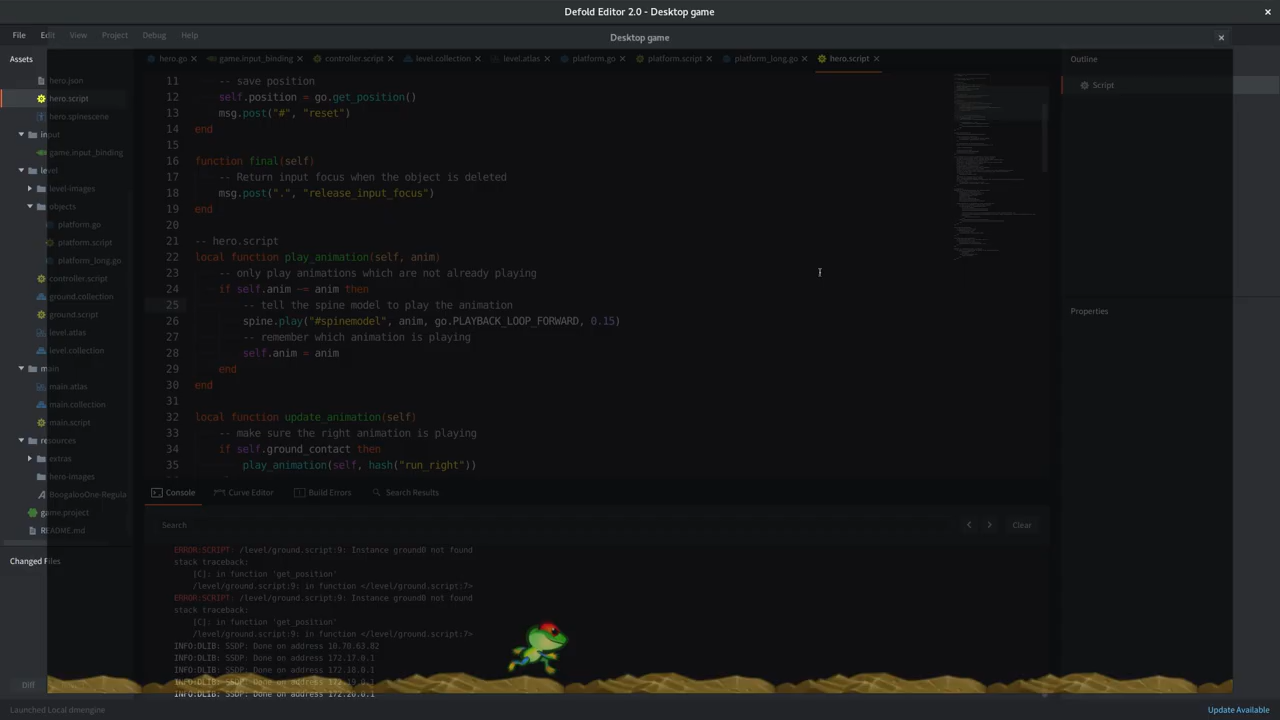 Defold Editor 2.0 - Desktop game
File Edit View Project Debug Help
Desktop game
Assets
hero.json
hero.script
hero.spinescene
input
game.input_binding
level
level-images
objects
platform.go
platform.script
platform_long.go
controller.script
ground.collection
ground.script
level.atlas
level.collection
main
main.atlas
main.collection
main.script
resources
extras
hero-images
BoogalooOne-Regula
game.project
README.md
Changed Files
Diff
hero.go game.input_binding controller.script level.collection level.atlas platform.go platform.script platform_long.go hero.script
11 -- save position
12 self.position = go.get_position()
13 msg.post("#", "reset")
14 end
15
16 function final(self)
17 -- Return input focus when the object is deleted
18 msg.post(".", "release_input_focus")
19 end
20
21 -- hero.script
22 local function play_animation(self, anim)
23 -- only play animations which are not already playing
24 if self.anim ~= anim then
25 -- tell the spine model to play the animation
26 spine.play("#spinemodel", anim, go.PLAYBACK_LOOP_FORWARD, 0.15)
27 -- remember which animation is playing
28 self.anim = anim
29 end
30 end
31
32 local function update_animation(self)
33 -- make sure the right animation is playing
34 if self.ground_contact then
35 play_animation(self, hash("run_right"))
Console Curve Editor Build Errors Search Results
Search
Clear
ERROR:SCRIPT: /level/ground.script:9: Instance ground0 not found
stack traceback:
[C]: in function 'get_position'
/level/ground.script:9: in function </level/ground.script:7>
ERROR:SCRIPT: /level/ground.script:9: Instance ground0 not found
stack traceback:
[C]: in function 'get_position'
/level/ground.script:9: in function </level/ground.script:7>
INFO:DLIB: SSDP: Done on address 10.70.63.82
INFO:DLIB: SSDP: Done on address 172.17.0.1
INFO:DLIB: SSDP: Done on address 172.18.0.1
INFO:DLIB: SSDP: Done on address 172.19.0.1
INFO:DLIB: SSDP: Done on address 172.20.0.1
Outline
Script
Properties
Launched Local dmengine
Update Available